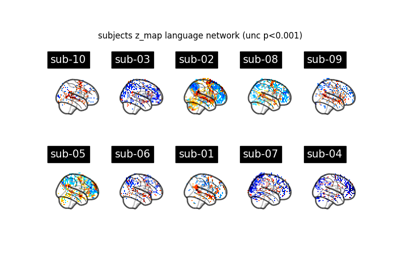 subjects z_map language network (unc p<0.001)
sub-10 sub-03 sub-02 sub-08 sub-09
sub-05 sub-06 sub-01 sub-07 sub-04